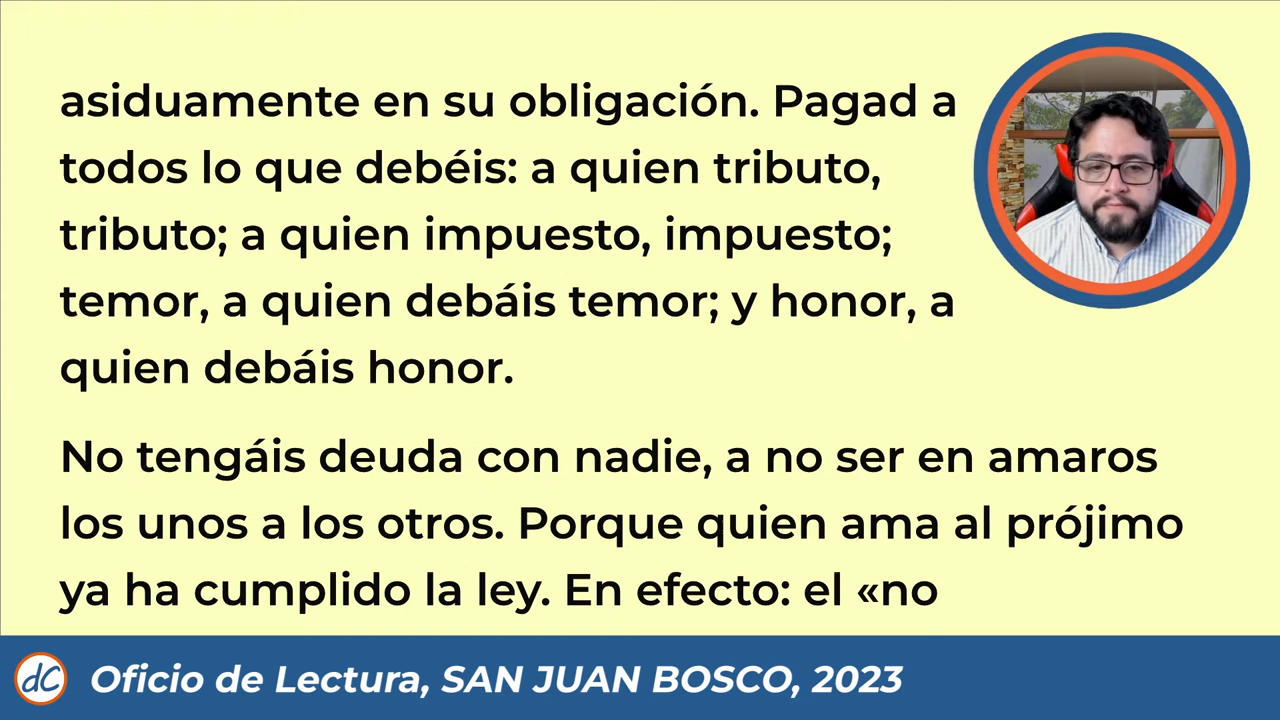 asiduamente en su obligación. Pagad a
todos lo que debéis: a quien tributo,
tributo; a quien impuesto, impuesto;
temor, a quien debáis temor; y honor, a
quien debáis honor.
No tengáis deuda con nadie, a no ser en amaros
los unos a los otros. Porque quien ama al prójimo
ya ha cumplido la ley. En efecto: el «no
dC Oficio de Lectura, SAN JUAN BOSCO, 2023